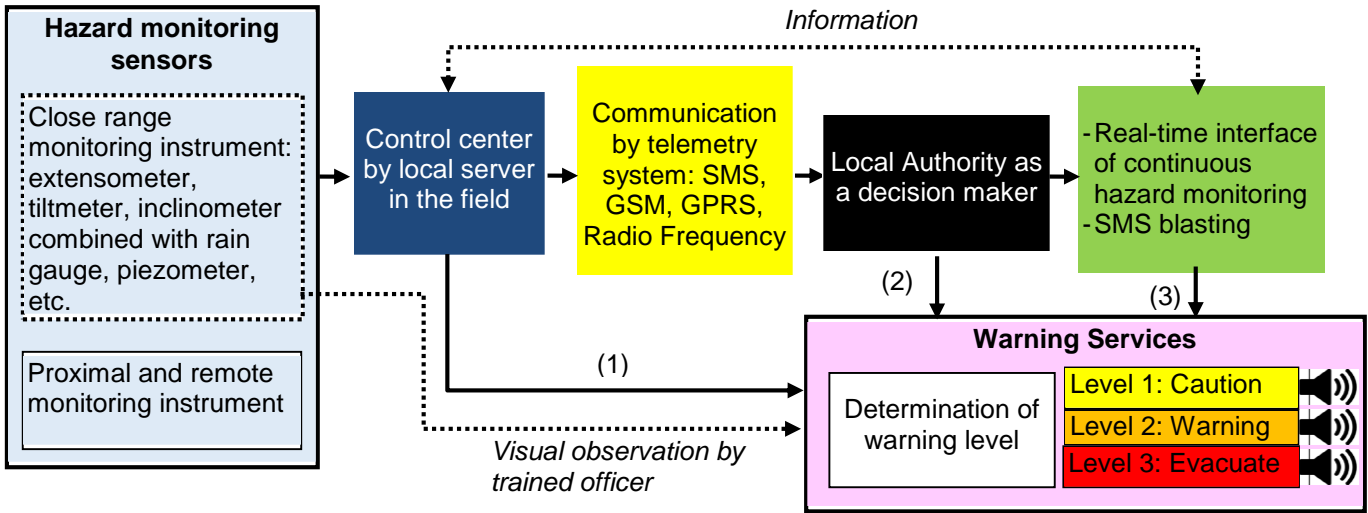 Hazard monitoring
sensors
Close range
monitoring instrument:
extensometer,
tiltmeter, inclinometer
combined with rain
gauge, piezometer,
etc.
Proximal and remote
monitoring instrument
Information
Control center
by local server
in the field
Communication
by telemetry
system: SMS,
GSM, GPRS,
Radio Frequency
Local Authority as
a decision maker
-Real-time interface
of continuous
hazard monitoring
-SMS blasting
(1)
(2)
(3)
Visual observation by
trained officer
Warning Services
Determination of
warning level
Level 1: Caution
Level 2: Warning
Level 3: Evacuate